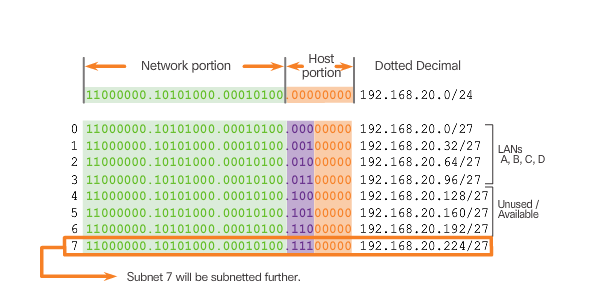 Network portion Host portion Dotted Decimal
11000000.10101000.00010100.00000000 192.168.20.0/24
0 11000000.10101000.00010100.00000000 192.168.20.0/27
1 11000000.10101000.00010100.00100000 192.168.20.32/27
2 11000000.10101000.00010100.01000000 192.168.20.64/27
3 11000000.10101000.00010100.01100000 192.168.20.96/27
LANs
A, B, C, D
4 11000000.10101000.00010100.10000000 192.168.20.128/27
5 11000000.10101000.00010100.10100000 192.168.20.160/27
6 11000000.10101000.00010100.11000000 192.168.20.192/27
Unused /
Available
7 11000000.10101000.00010100.11100000 192.168.20.224/27
Subnet 7 will be subnetted further.